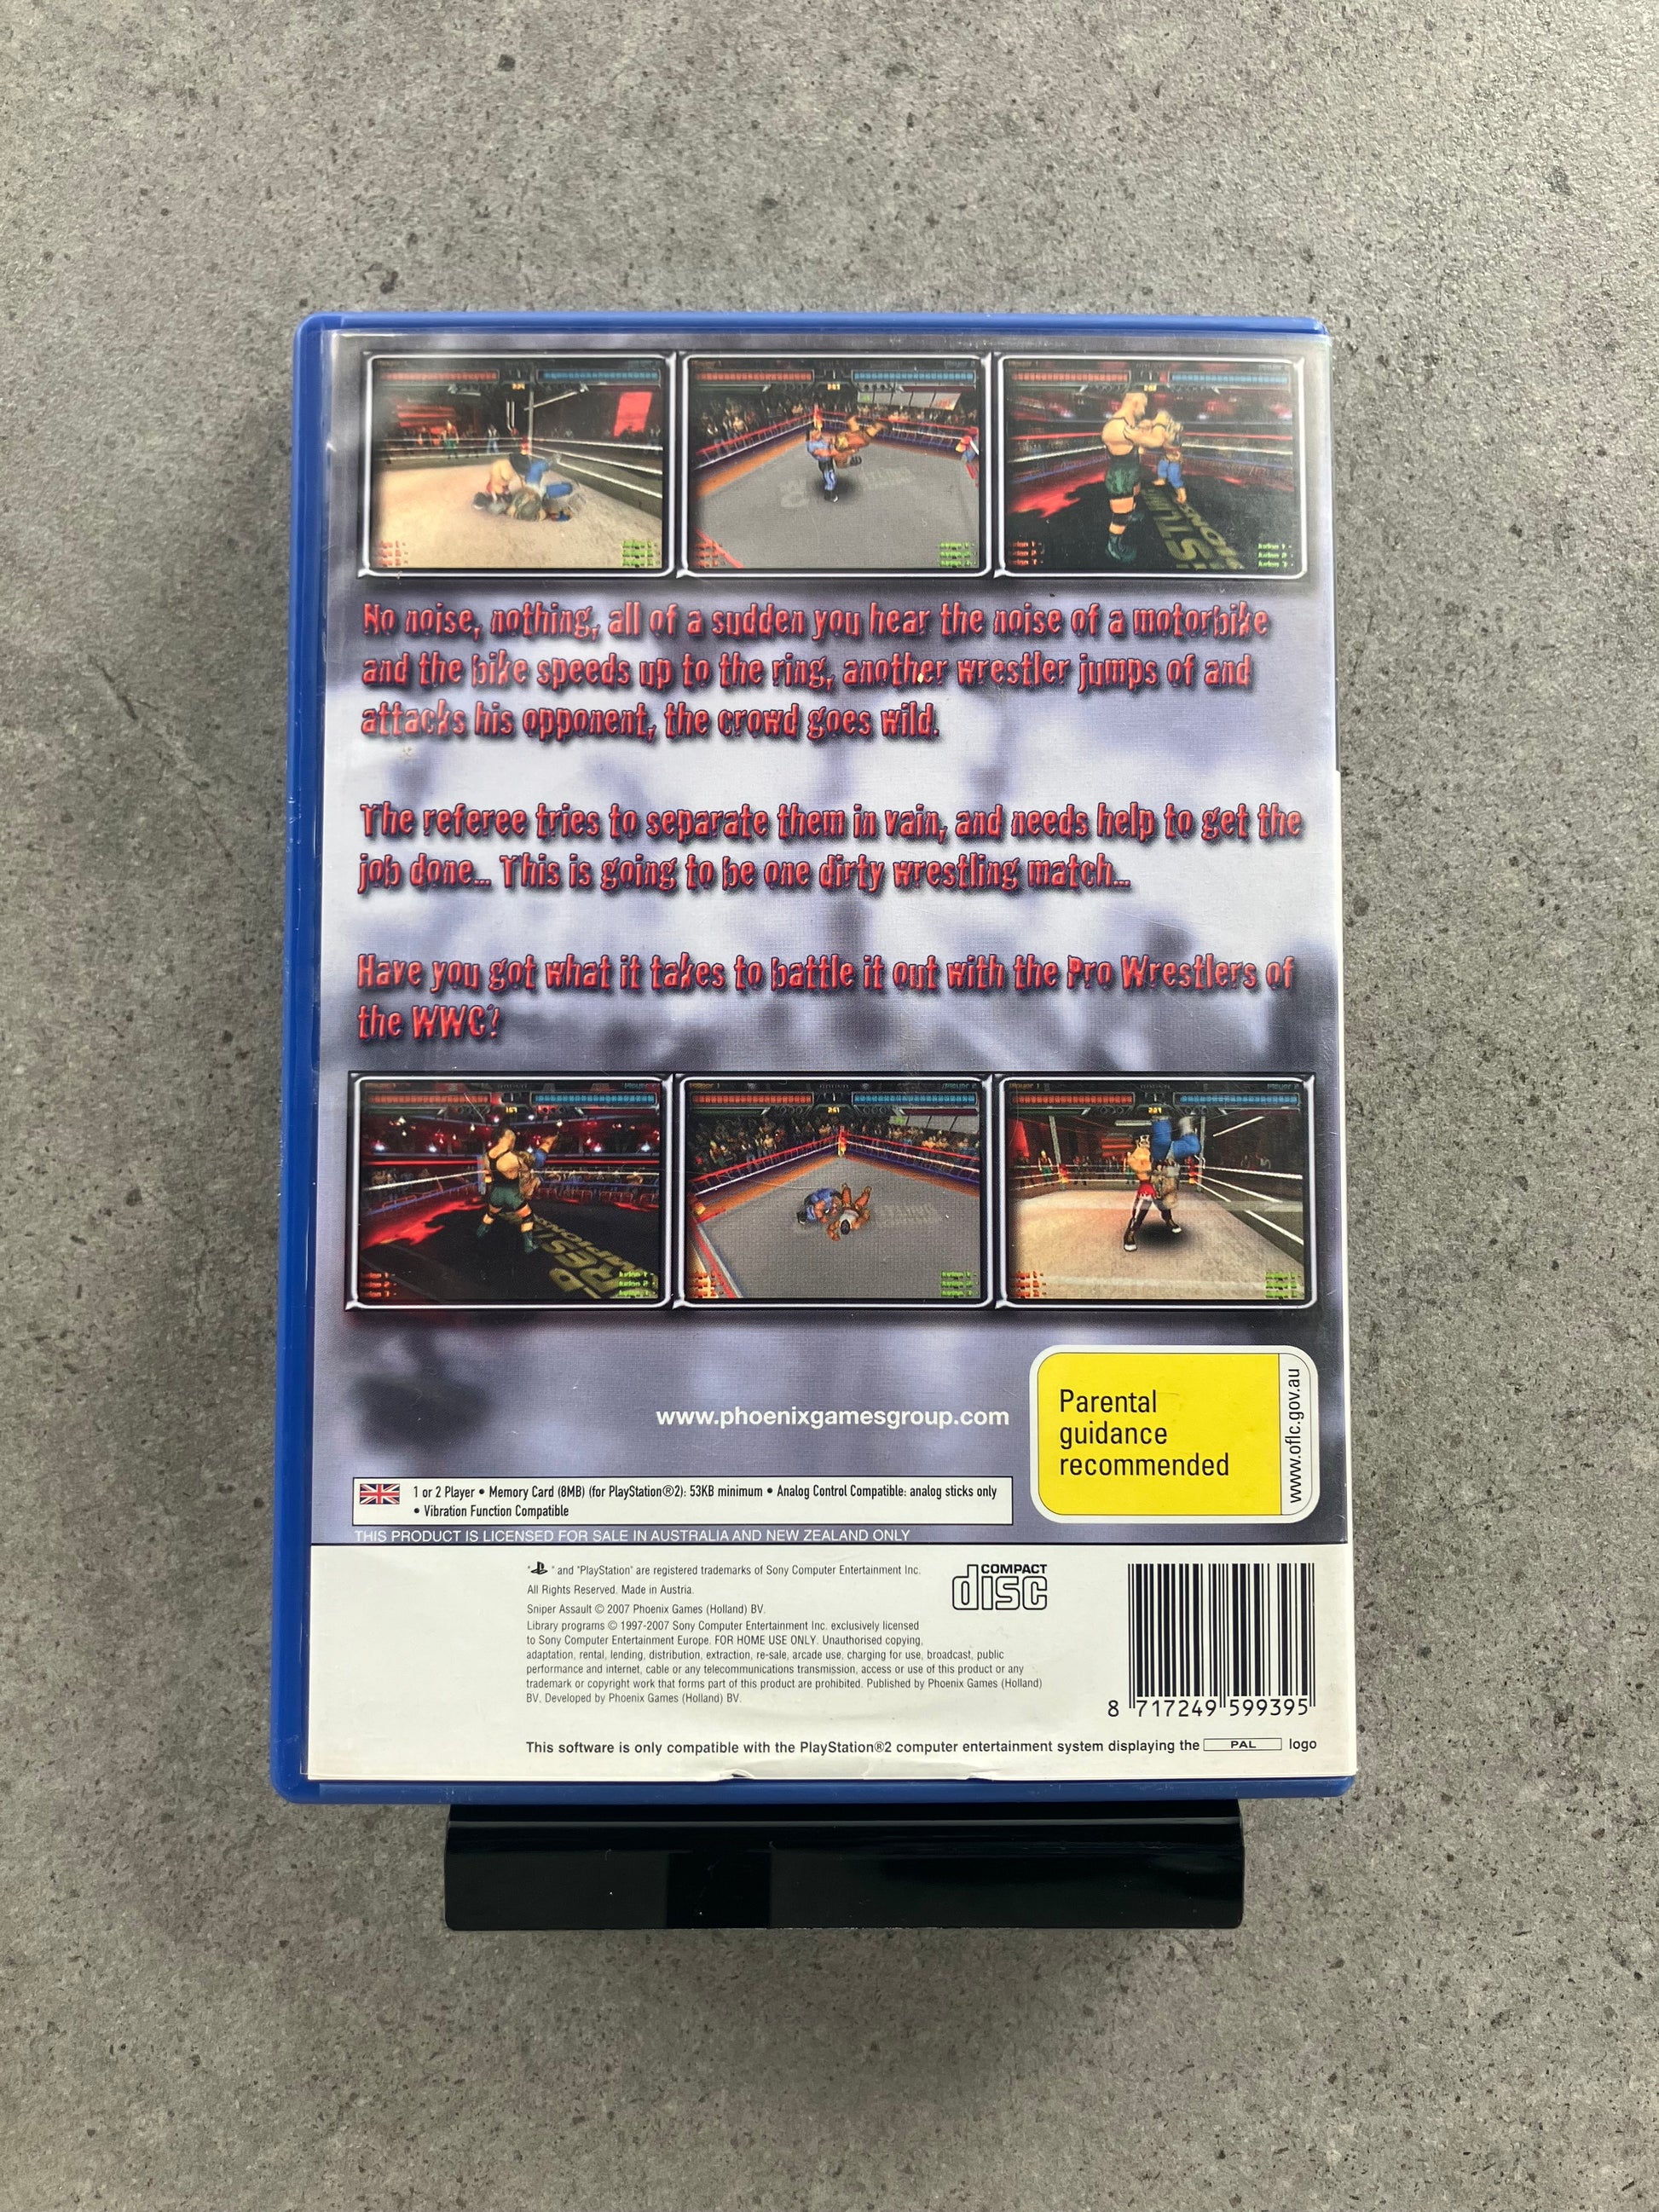 No noise, nothing, all of a sudden you hear the noise of a motorbike
and the bike speeds up to the ring, another wrestler jumps of and
attacks his opponent, the crowd goes wild.
The referee tries to separate them in vain, and needs help to get the
job done... This is going to be one dirty wrestling match...
Have you got what it takes to battle it out with the Pro Wrestlers of
the WWC?
www.phoenixgamesgroup.com
Parental
guidance
recommended
www.oflc.gov.au
1 or 2 Player • Memory Card (8MB) (for PlayStation®2): 53KB minimum • Analog Control Compatible: analog sticks only
• Vibration Function Compatible
THIS PRODUCT IS LICENSED FOR SALE IN AUSTRALIA AND NEW ZEALAND ONLY
" " and "PlayStation" are registered trademarks of Sony Computer Entertainment Inc.
All Rights Reserved. Made in Austria.
Sniper Assault © 2007 Phoenix Games (Holland) BV.
Library programs © 1997-2007 Sony Computer Entertainment Inc. exclusively licensed
to Sony Computer Entertainment Europe. FOR HOME USE ONLY. Unauthorised copying,
adaptation, rental, lending, distribution, extraction, re-sale, arcade use, charging for use, broadcast, public
performance and internet, cable or any telecommunications transmission, access or use of this product or any
trademark or copyright work that forms part of this product are prohibited. Published by Phoenix Games (Holland)
BV. Developed by Phoenix Games (Holland) BV.
COMPACT
disc
8 717249 599395
This software is only compatible with the PlayStation®2 computer entertainment system displaying the PAL logo